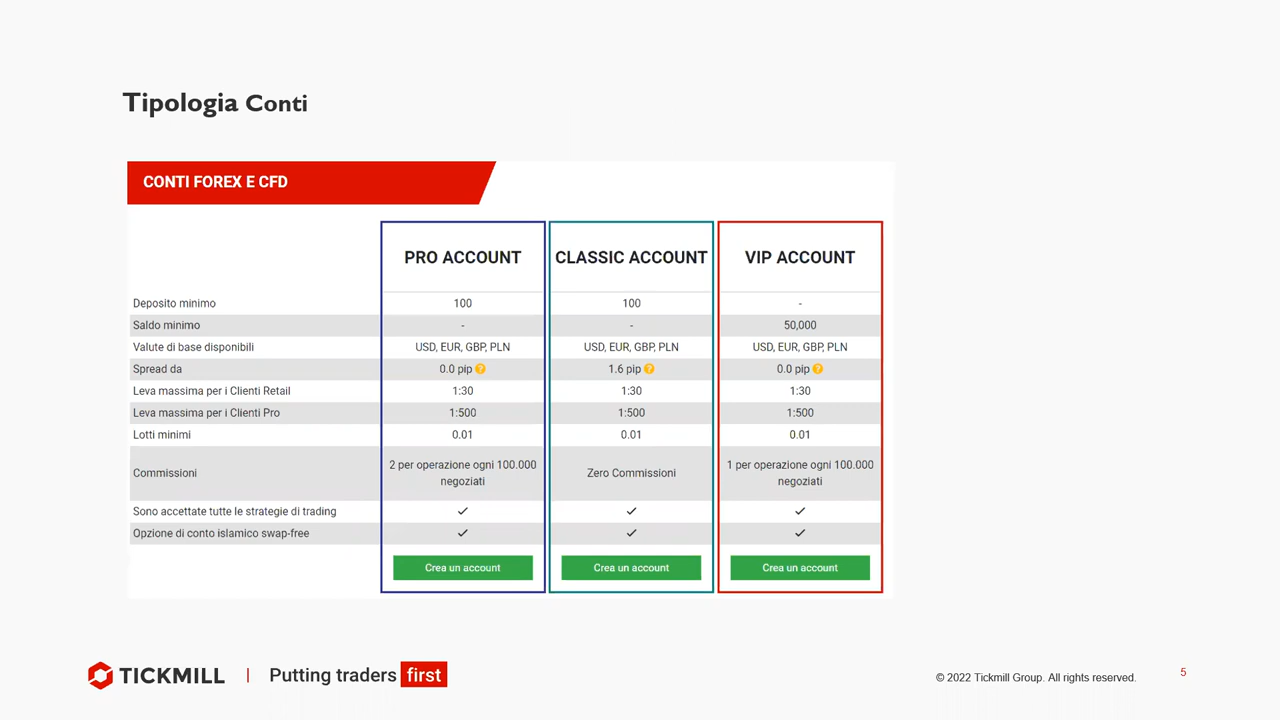 Tipologia Conti
CONTI FOREX E CFD
PRO ACCOUNT CLASSIC ACCOUNT VIP ACCOUNT
Deposito minimo 100 100 -
Saldo minimo - - 50,000
Valute di base disponibili USD, EUR, GBP, PLN USD, EUR, GBP, PLN USD, EUR, GBP, PLN
Spread da 0.0 pip ? 1.6 pip ? 0.0 pip ?
Leva massima per i Clienti Retail 1:30 1:30 1:30
Leva massima per i Clienti Pro 1:500 1:500 1:500
Lotti minimi 0.01 0.01 0.01
Commissioni 2 per operazione ogni 100.000 negoziati Zero Commissioni 1 per operazione ogni 100.000 negoziati
Sono accettate tutte le strategie di trading ✓ ✓ ✓
Opzione di conto islamico swap-free ✓ ✓ ✓
Crea un account Crea un account Crea un account
TICKMILL | Putting traders first
© 2022 Tickmill Group. All rights reserved. 5